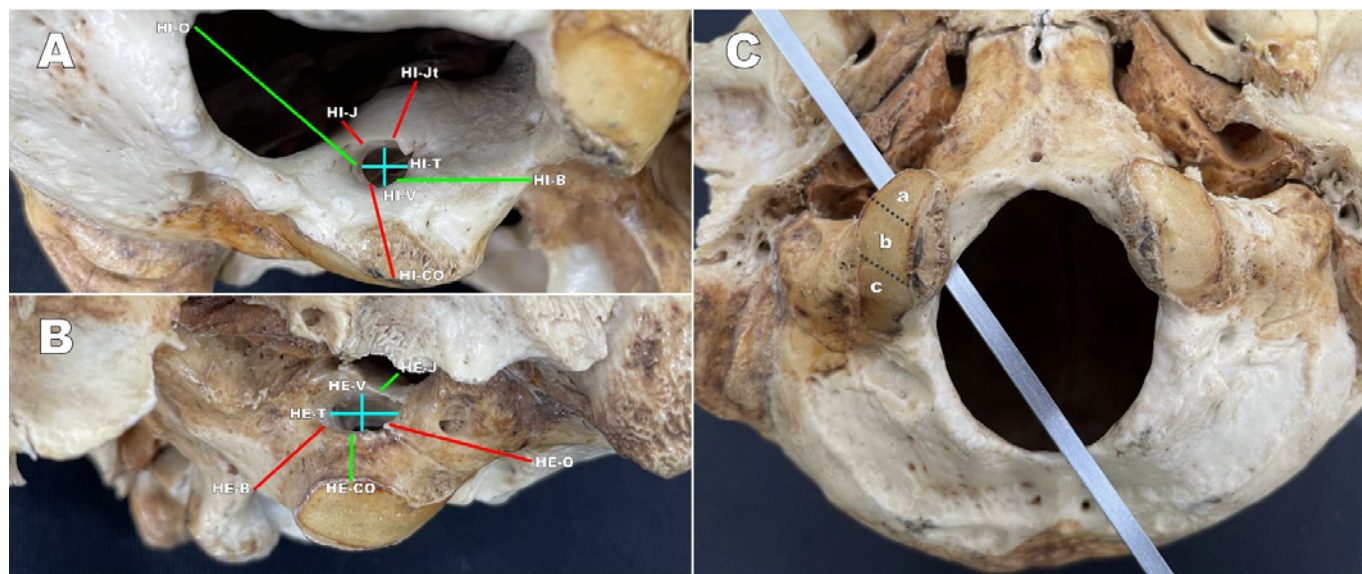 A
HI-O
HI-Jt
HI-J
HI-T
HI-V
HI-B
HI-CO
B
HE-J
HE-V
HE-T
HE-O
HE-B
HE-CO
C
a
b
c